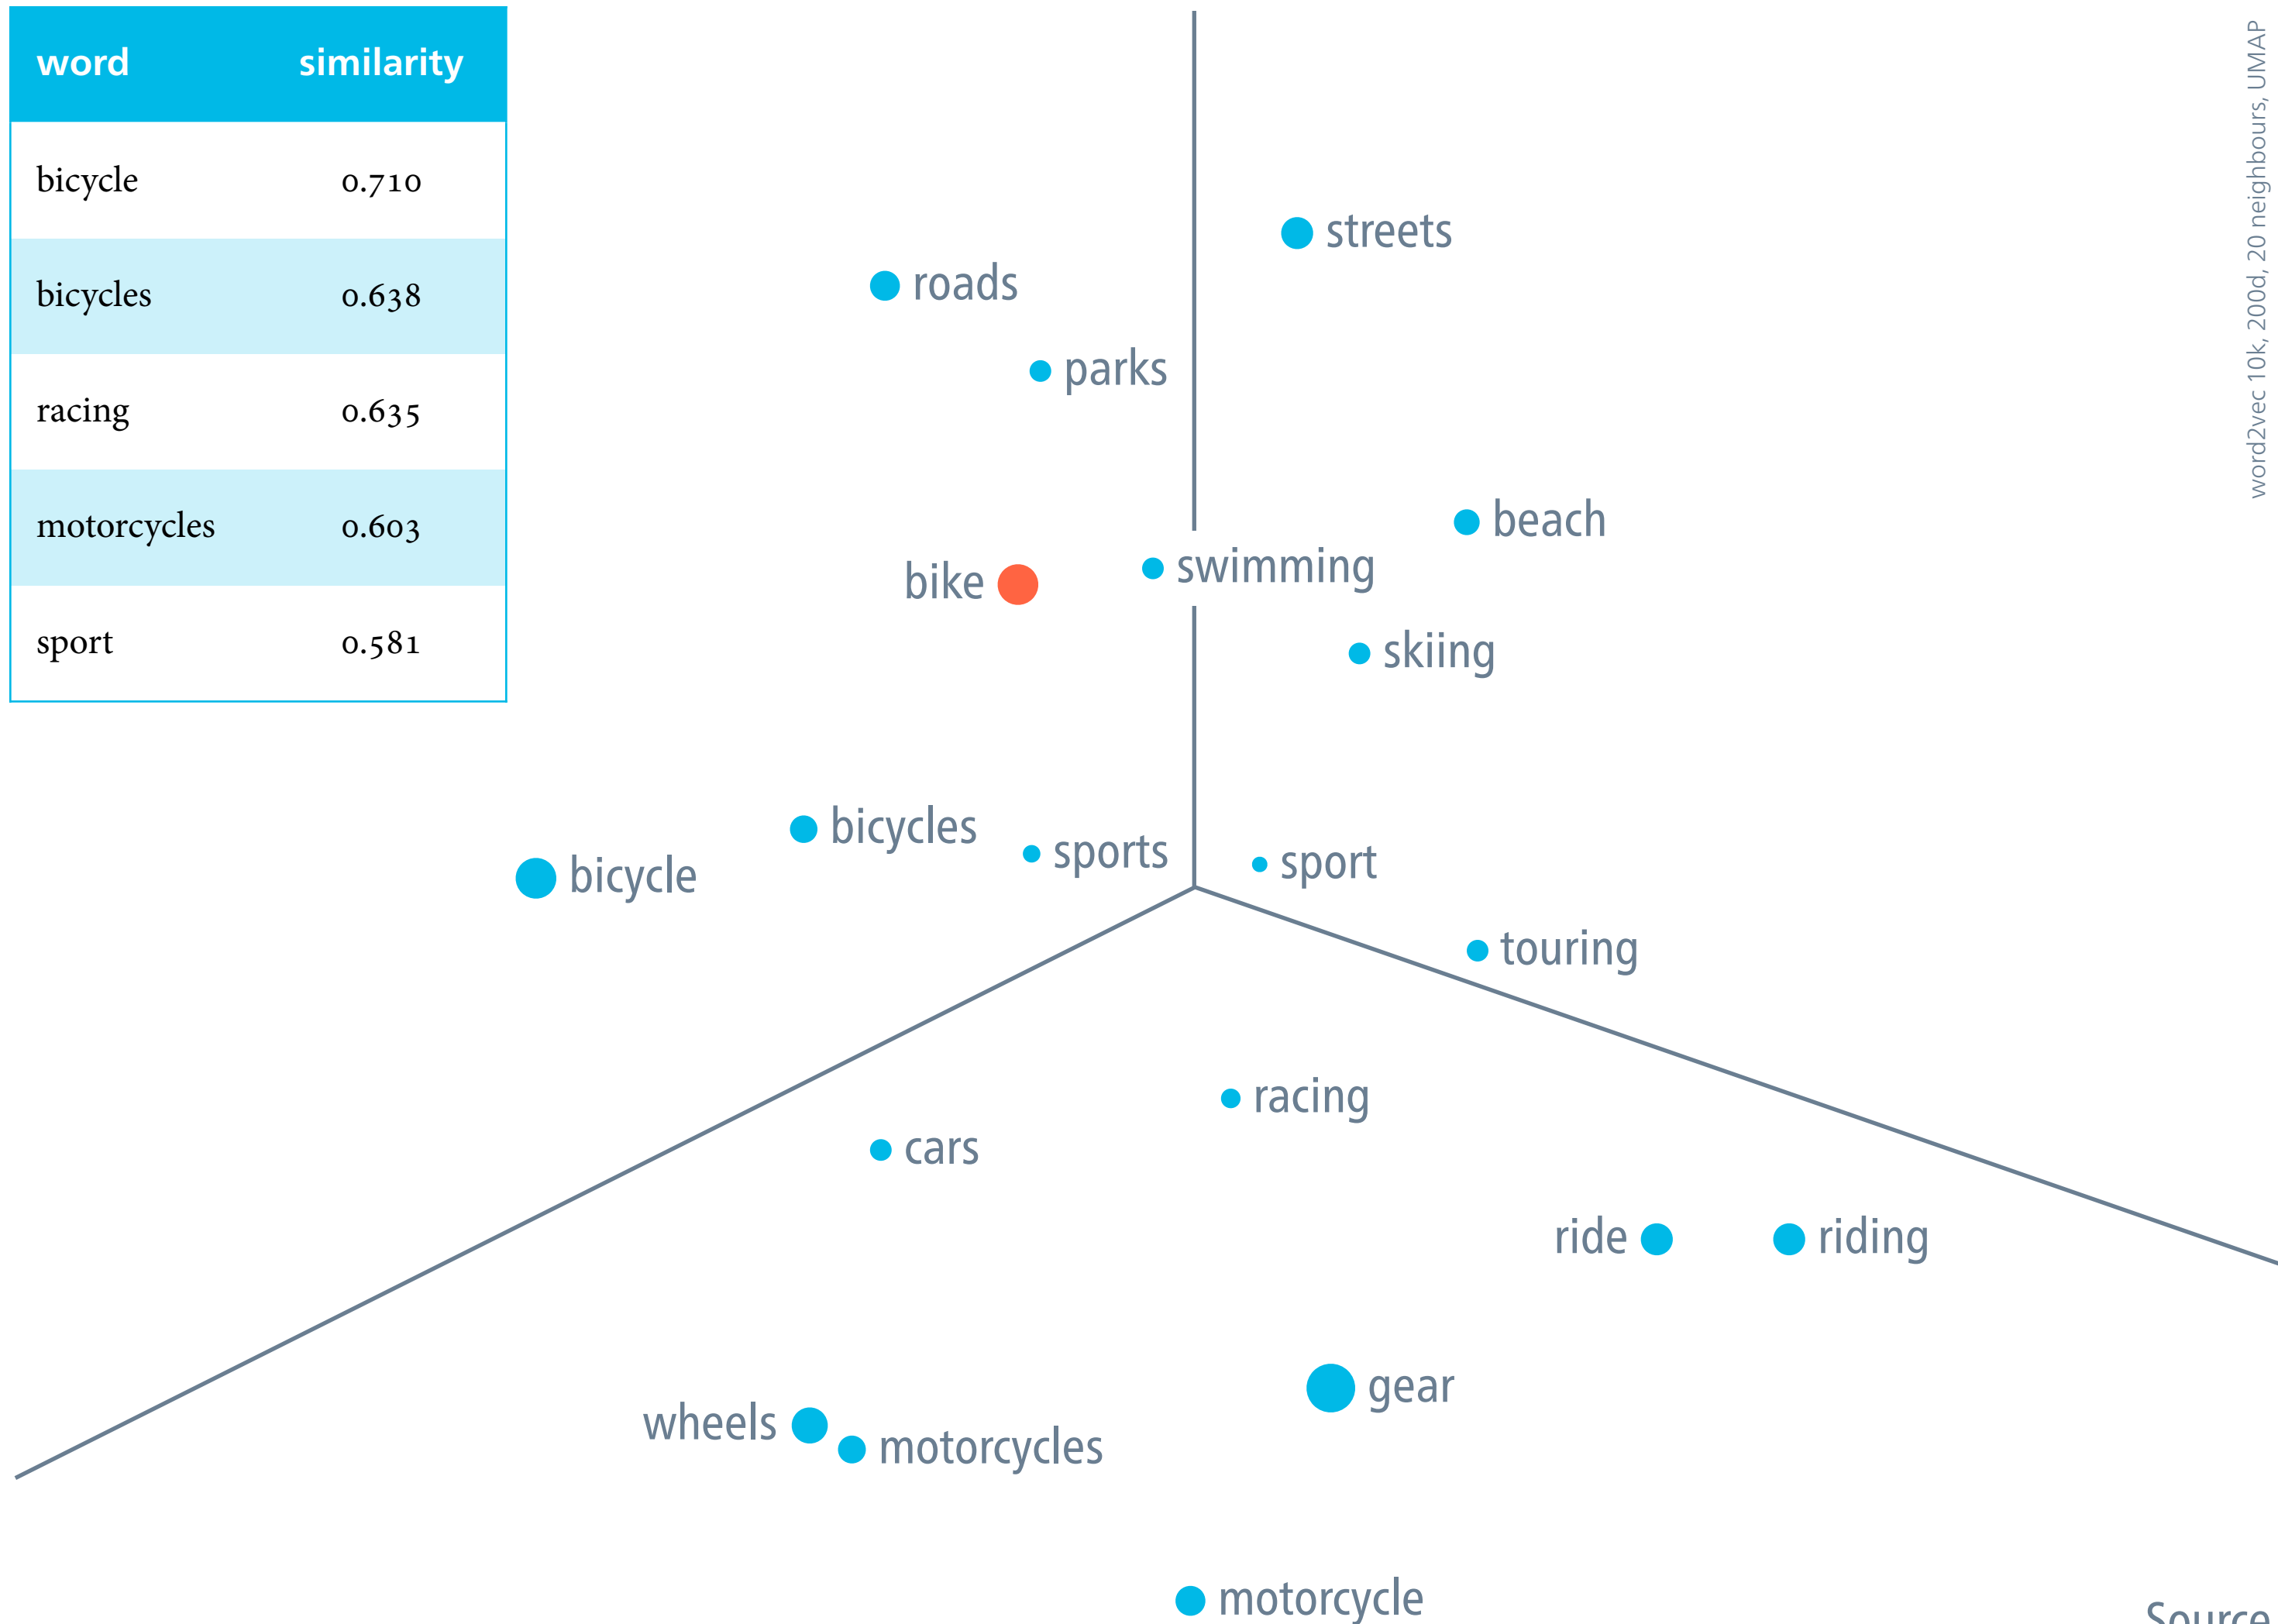 word similarity
bicycle 0.710
bicycles 0.638
racing 0.635
motorcycles 0.603
sport 0.581
word2vec 10k, 200d, 20 neighbours, UMAP
streets
roads
parks
beach
swimming
bike
skiing
bicycles
sports
sport
bicycle
touring
racing
cars
ride
riding
gear
wheels
motorcycles
motorcycle
Source